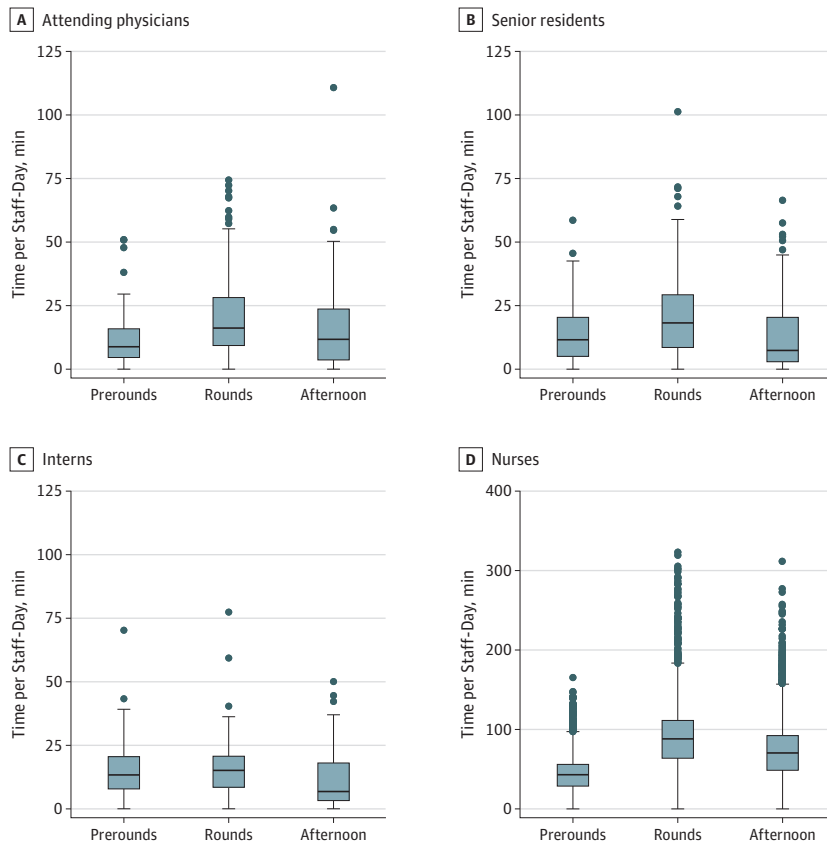 A Attending physicians
Time per Staff-Day, min
125
100
75
50
25
0
Prerounds Rounds Afternoon
B Senior residents
Time per Staff-Day, min
125
100
75
50
25
0
Prerounds Rounds Afternoon
C Interns
Time per Staff-Day, min
125
100
75
50
25
0
Prerounds Rounds Afternoon
D Nurses
Time per Staff-Day, min
400
300
200
100
0
Prerounds Rounds Afternoon